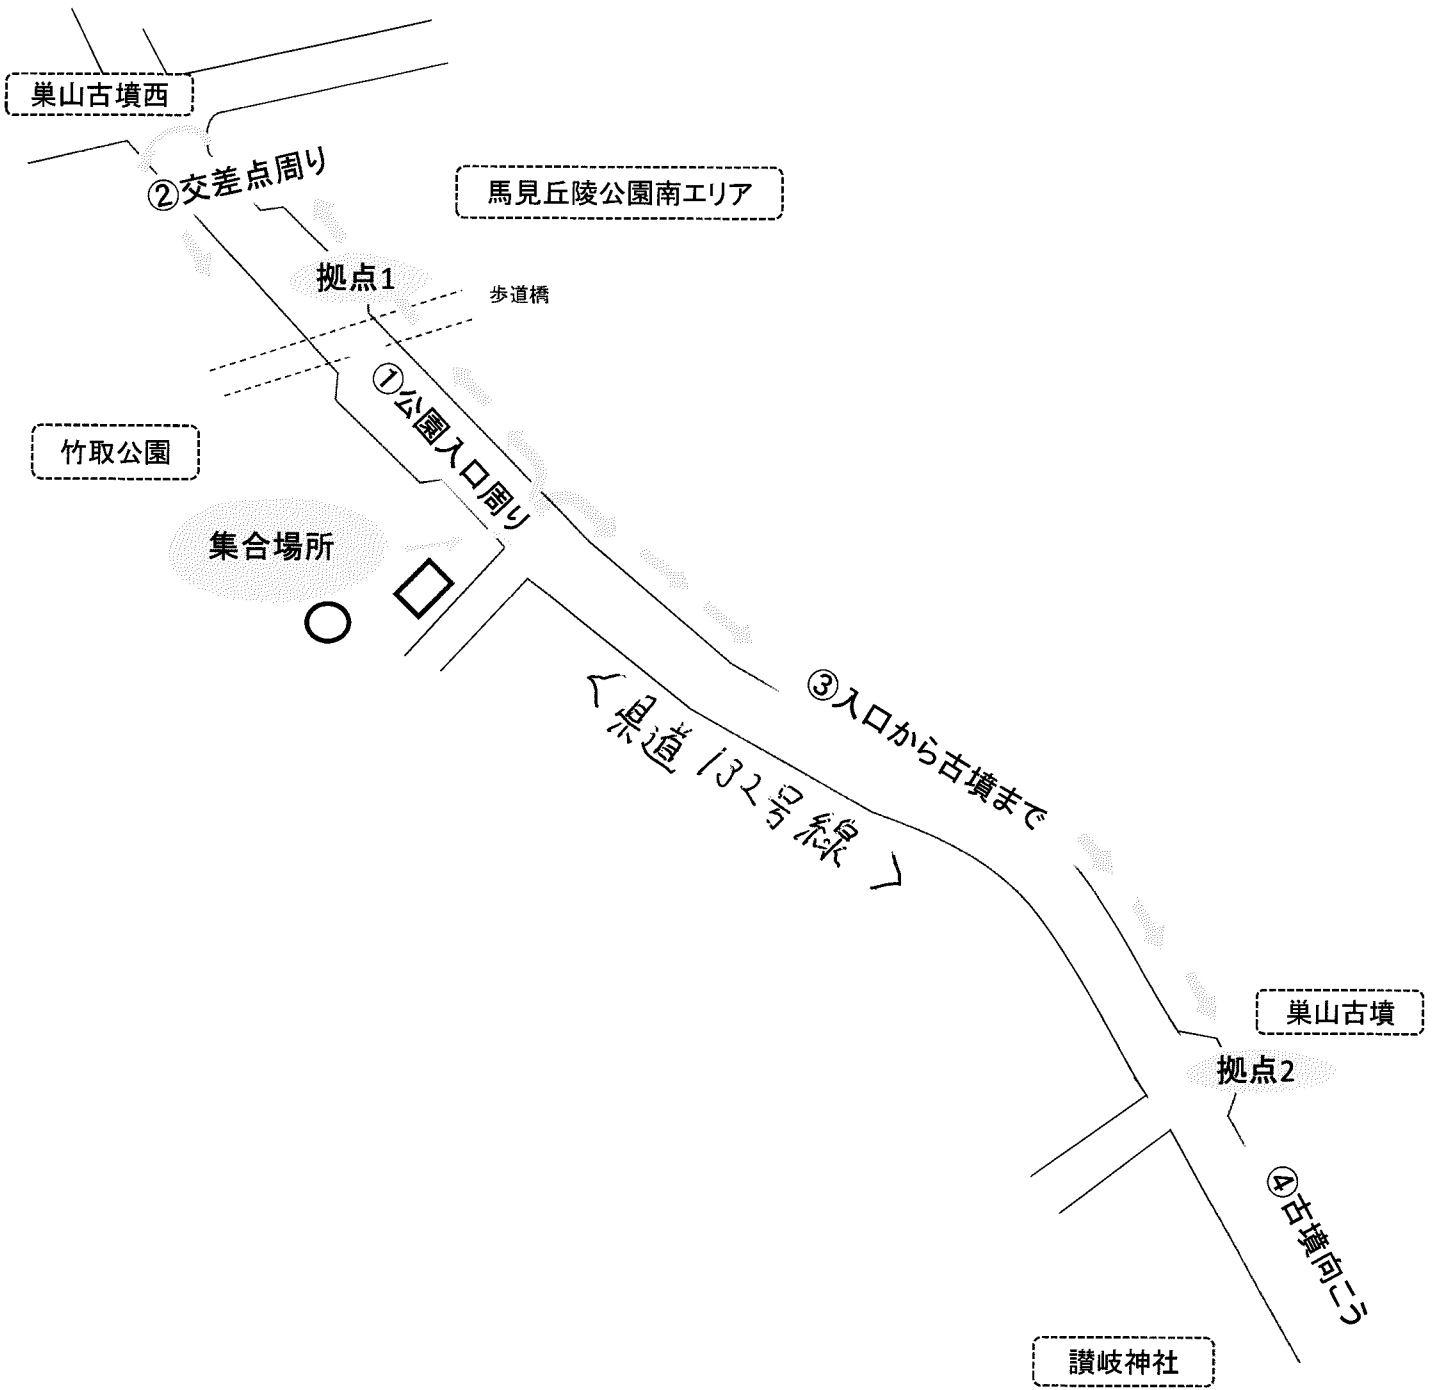 巣山古墳西
②交差点周り
馬見丘陵公園南エリア
拠点1
歩道橋
①公園入口周り
竹取公園
集合場所
③入口から古墳まで
<県道132号線>
巣山古墳
拠点2
④古墳向こう
讃岐神社